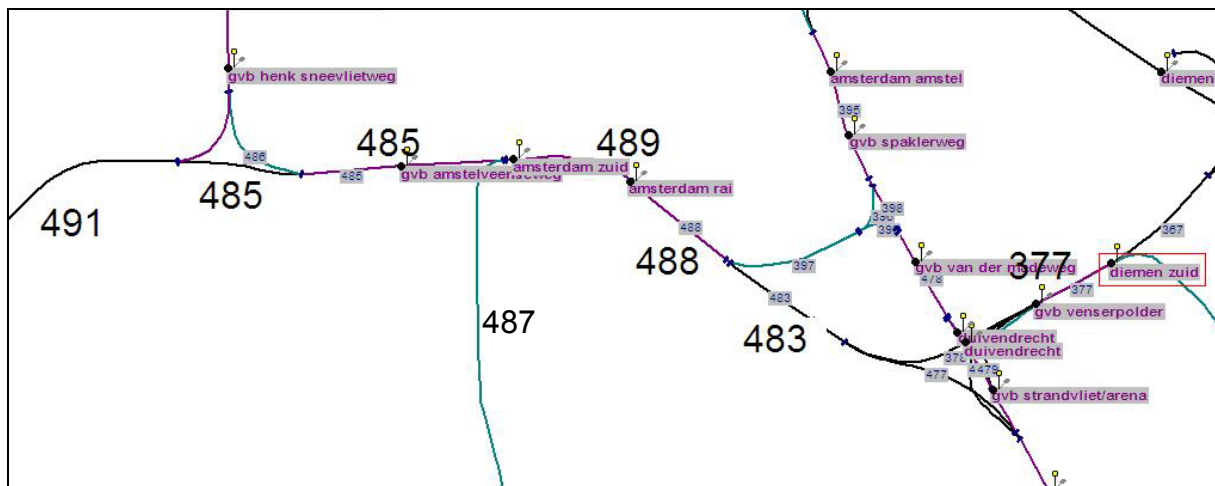 gvb henk sneevlietweg
amsterdam amstel
diemen
395
gvb spaklerweg
485
489
486
485
gvb amstelveenseweg
amsterdam zuid
amsterdam rai
485
491
398
396
488
488
397
gvb van der madeweg
478
377
diemen zuid
367
377
483
gvb venserpolder
487
483
duivendrecht
duivendrecht
477
gvb strandvliet/arena